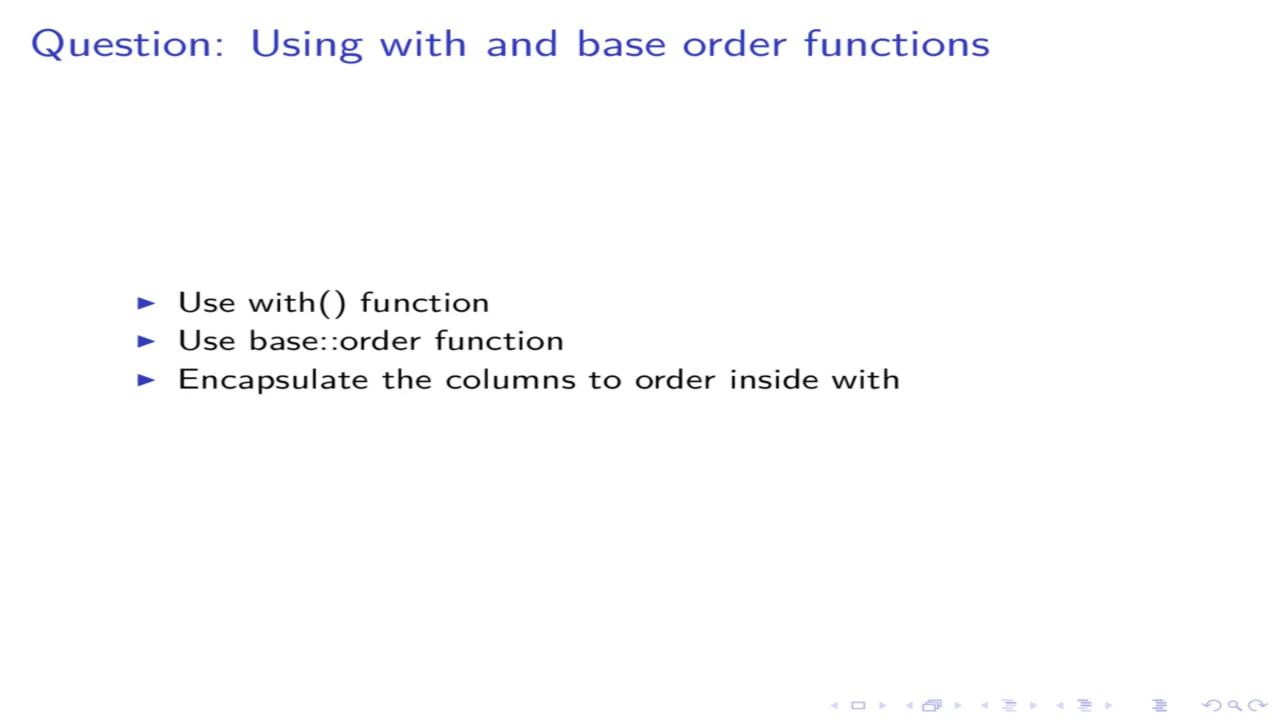 Question: Using with and base order functions
Use with() function
Use base::order function
Encapsulate the columns to order inside with